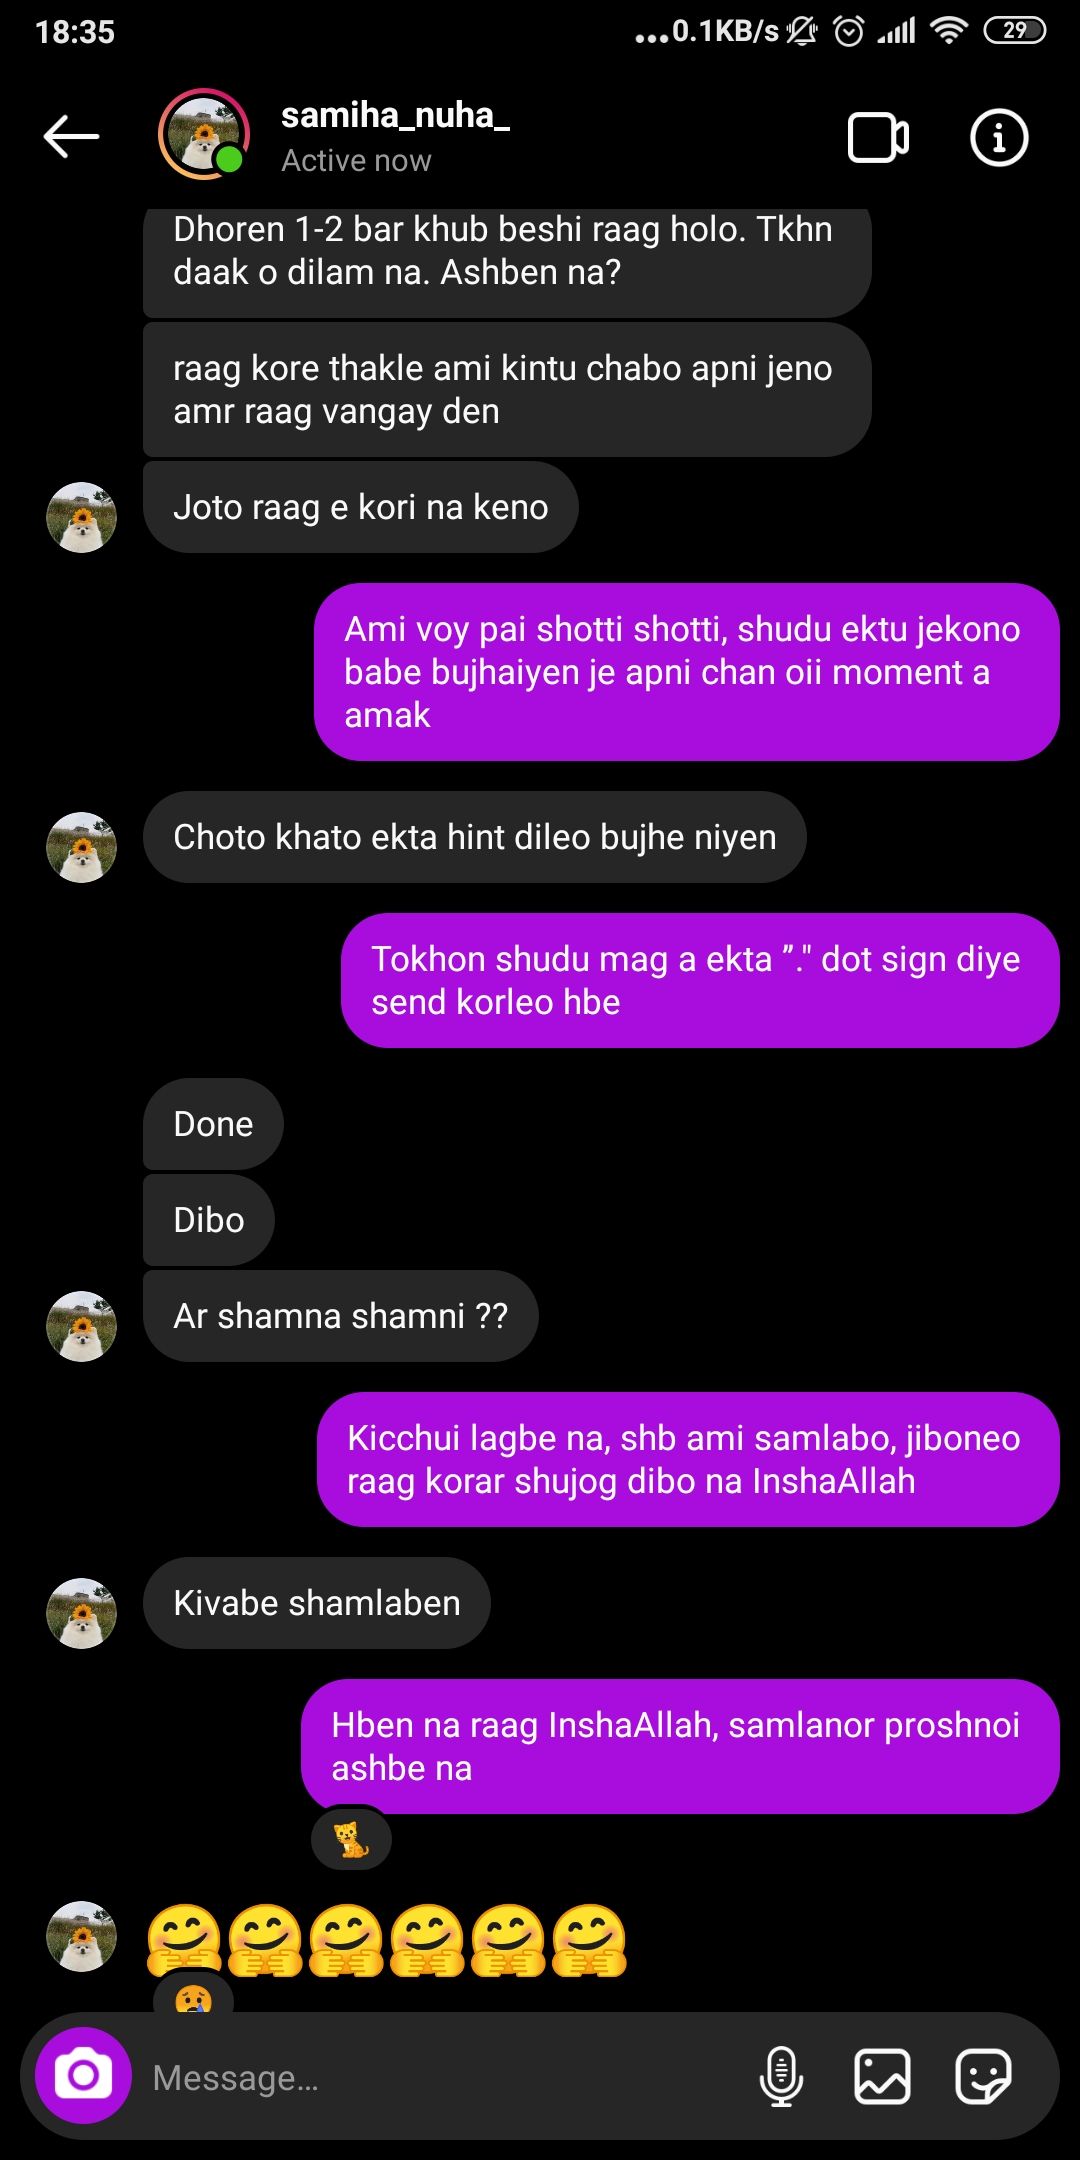 18:35
...0.1KB/s
29
samiha_nuha_
Active now
Dhoren 1-2 bar khub beshi raag holo. Tkhn
daak o dilam na. Ashben na?
raag kore thakle ami kintu chabo apni jeno
amr raag vangay den
Joto raag e kori na keno
Ami voy pai shotti shotti, shudu ektu jekono
babe bujhaiyen je apni chan oii moment a
amak
Choto khato ekta hint dileo bujhe niyen
Tokhon shudu mag a ekta ”." dot sign diye
send korleo hbe
Done
Dibo
Ar shamna shamni ??
Kicchui lagbe na, shb ami samlabo, jiboneo
raag korar shujog dibo na InshaAllah
Kivabe shamlaben
Hben na raag InshaAllah, samlanor proshnoi
ashbe na
Message...